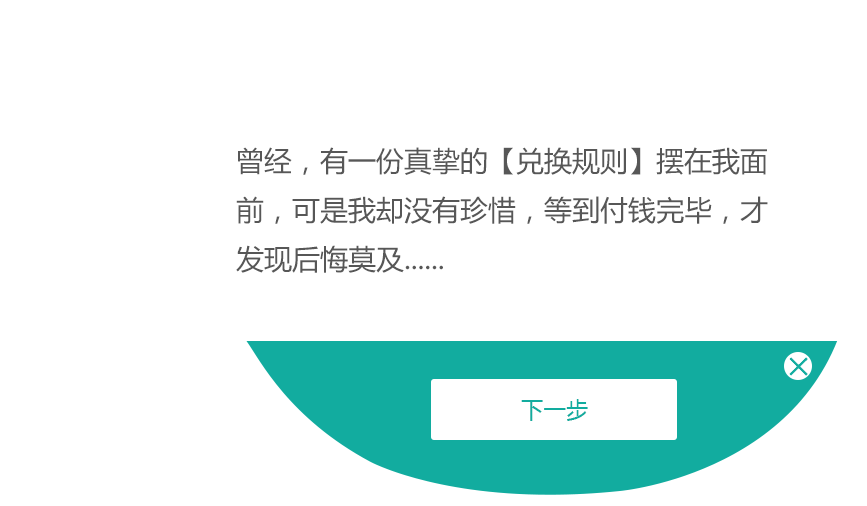 曾经，有一份真挚的【兑换规则】摆在我面
前，可是我却没有珍惜，等到付钱完毕，才
发现后悔莫及......
下一步